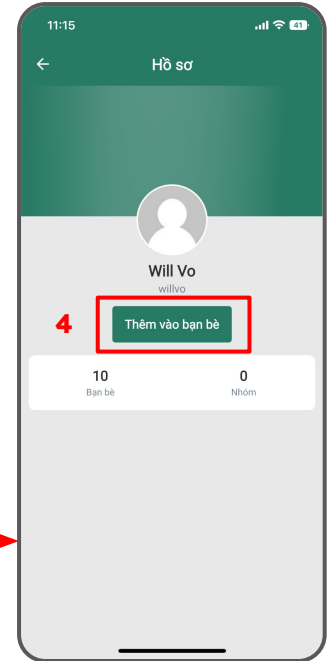 11:15 41
Hồ sơ
Will Vo
willvo
4 Thêm vào bạn bè
10 0
Bạn bè Nhóm